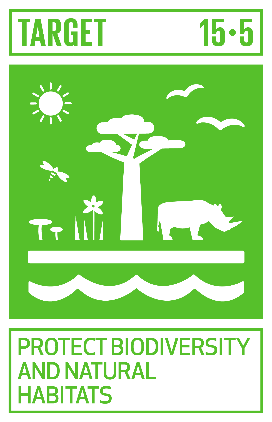 TARGET 15•5
PROTECT BIODIVERSITY
AND NATURAL
HABITATS